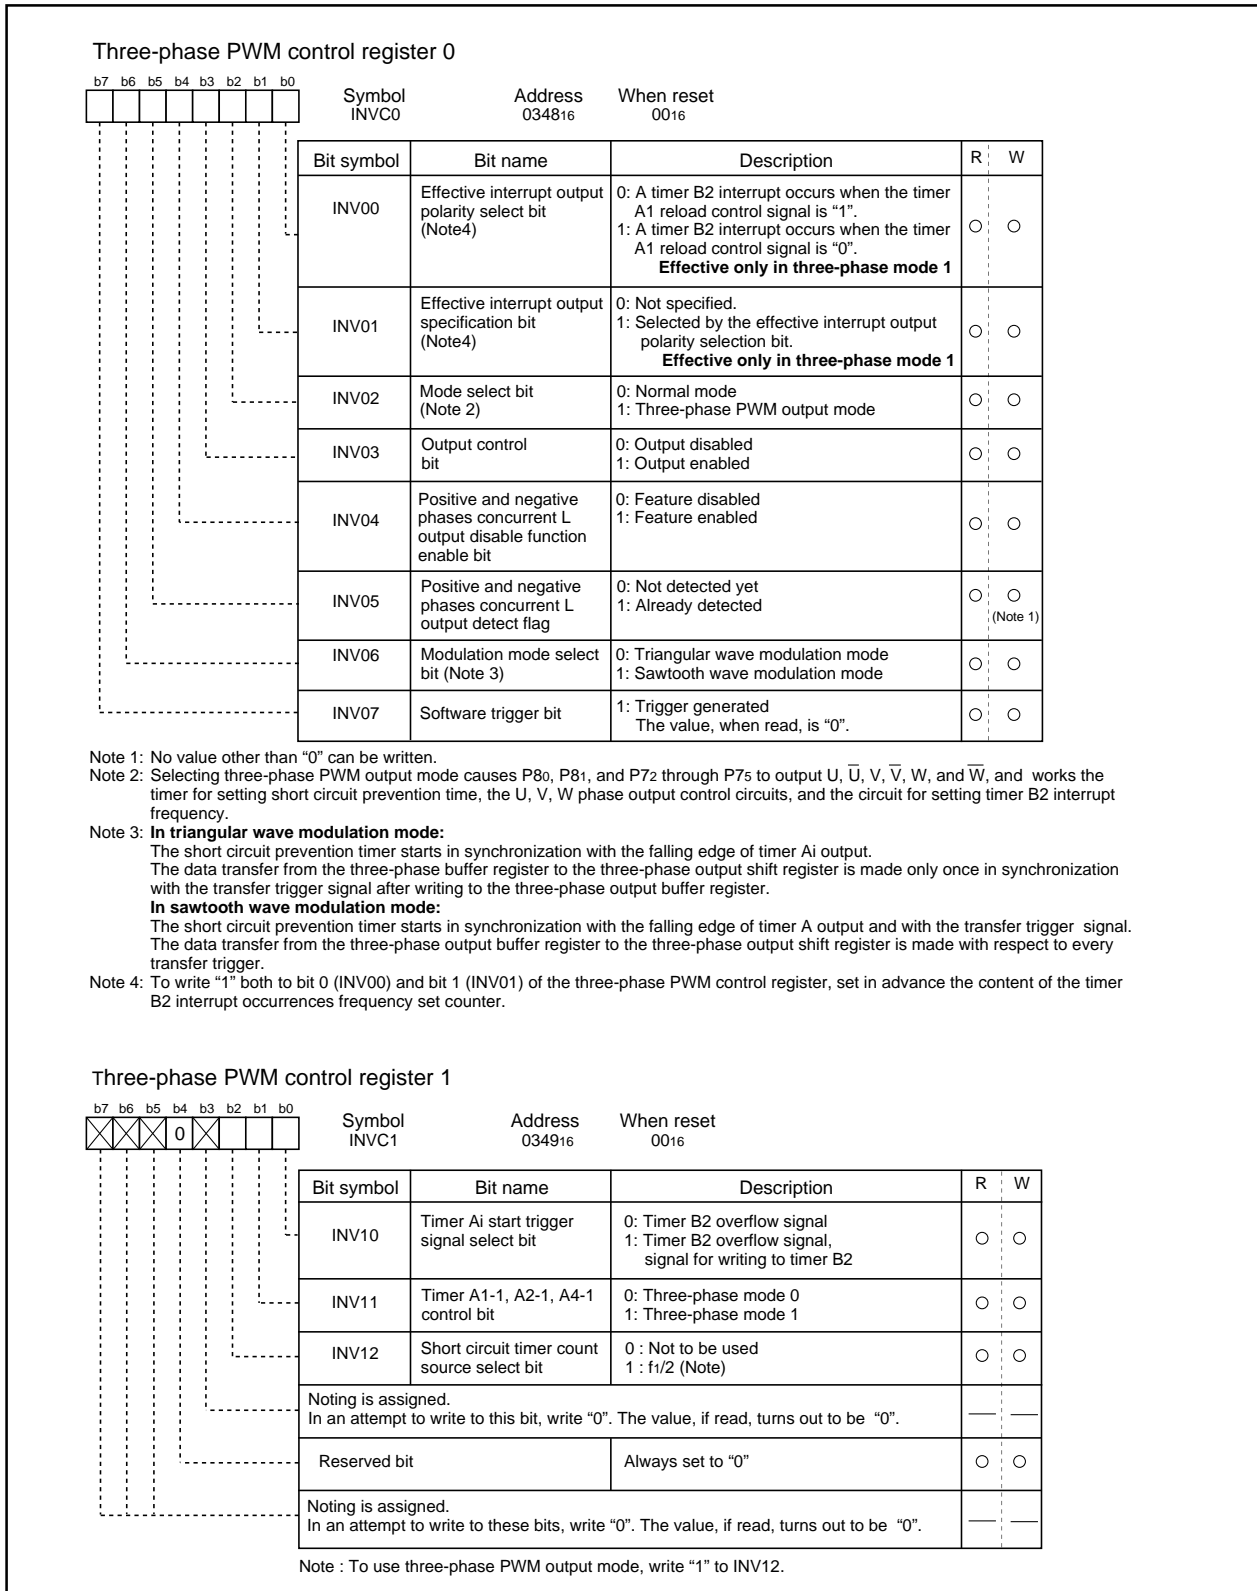 Three-phase PWM control register 0
b7 b6 b5 b4 b3 b2 b1 b0
Symbol Address When reset
INVC0 034816 0016
Bit symbol Bit name Description R W
INV00 Effective interrupt output 0: A timer B2 interrupt occurs when the timer
polarity select bit A1 reload control signal is “1”.
(Note4) 1: A timer B2 interrupt occurs when the timer
A1 reload control signal is “0”.
Effective only in three-phase mode 1
INV01 Effective interrupt output 0: Not specified.
specification bit 1: Selected by the effective interrupt output
(Note4) polarity selection bit.
Effective only in three-phase mode 1
INV02 Mode select bit 0: Normal mode
(Note 2) 1: Three-phase PWM output mode
INV03 Output control 0: Output disabled
bit 1: Output enabled
INV04 Positive and negative 0: Feature disabled
phases concurrent L 1: Feature enabled
output disable function
enable bit
INV05 Positive and negative 0: Not detected yet
phases concurrent L 1: Already detected
output detect flag (Note 1)
INV06 Modulation mode select 0: Triangular wave modulation mode
bit (Note 3) 1: Sawtooth wave modulation mode
INV07 Software trigger bit 1: Trigger generated
The value, when read, is “0”.
Note 1: No value other than “0” can be written.
Note 2: Selecting three-phase PWM output mode causes P80, P81, and P72 through P75 to output U, U̅, V, V̅, W, and W̅, and works the
timer for setting short circuit prevention time, the U, V, W phase output control circuits, and the circuit for setting timer B2 interrupt
frequency.
Note 3: In triangular wave modulation mode:
The short circuit prevention timer starts in synchronization with the falling edge of timer Ai output.
The data transfer from the three-phase buffer register to the three-phase output shift register is made only once in synchronization
with the transfer trigger signal after writing to the three-phase output buffer register.
In sawtooth wave modulation mode:
The short circuit prevention timer starts in synchronization with the falling edge of timer A output and with the transfer trigger signal.
The data transfer from the three-phase output buffer register to the three-phase output shift register is made with respect to every
transfer trigger.
Note 4: To write “1” both to bit 0 (INV00) and bit 1 (INV01) of the three-phase PWM control register, set in advance the content of the timer
B2 interrupt occurrences frequency set counter.
Three-phase PWM control register 1
b7 b6 b5 b4 b3 b2 b1 b0
0
Symbol Address When reset
INVC1 034916 0016
Bit symbol Bit name Description R W
INV10 Timer Ai start trigger 0: Timer B2 overflow signal
signal select bit 1: Timer B2 overflow signal,
signal for writing to timer B2
INV11 Timer A1-1, A2-1, A4-1 0: Three-phase mode 0
control bit 1: Three-phase mode 1
INV12 Short circuit timer count 0 : Not to be used
source select bit 1 : f1/2 (Note)
Noting is assigned.
In an attempt to write to this bit, write “0”. The value, if read, turns out to be “0”.
Reserved bit Always set to “0”
Noting is assigned.
In an attempt to write to these bits, write “0”. The value, if read, turns out to be “0”.
Note : To use three-phase PWM output mode, write “1” to INV12.